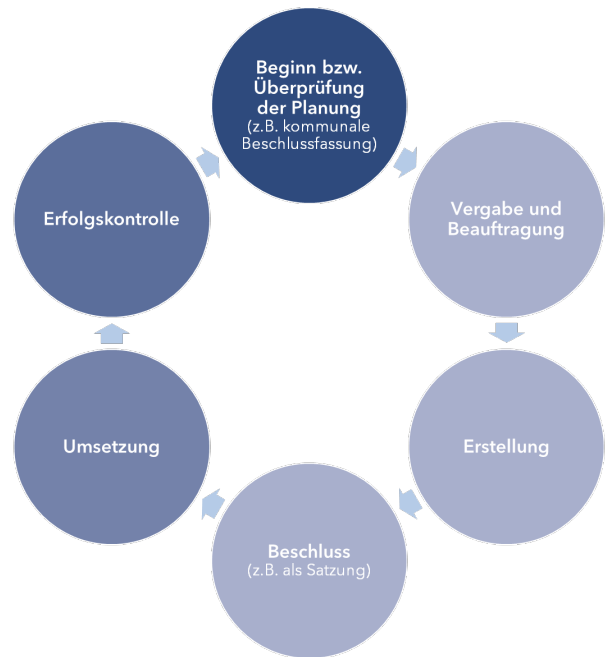 Beginn bzw.
Überprüfung
der Planung
(z.B. kommunale
Beschlussfassung)
Vergabe und
Beauftragung
Erstellung
Beschluss
(z.B. als Satzung)
Umsetzung
Erfolgskontrolle